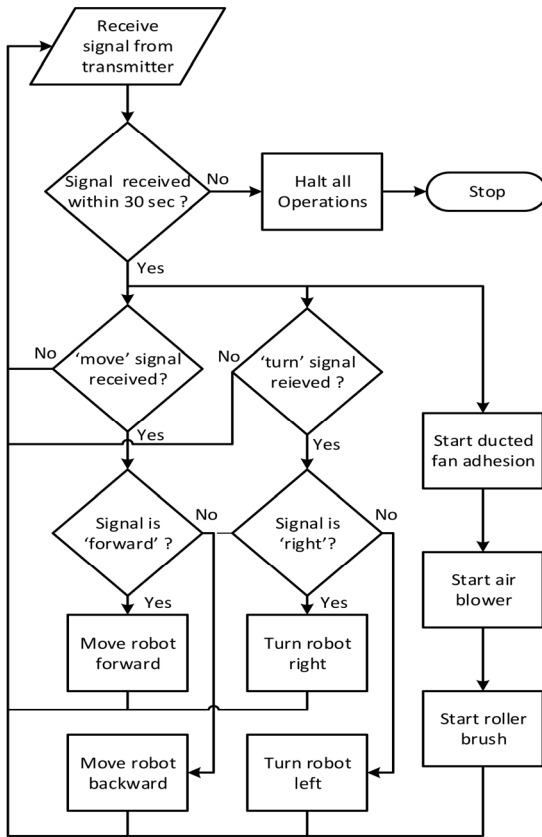 Receive
signal from
transmitter
Signal received
within 30 sec ?
No
Halt all
Operations
Stop
Yes
No
'move' signal
received?
No
'turn' signal
reieved ?
Yes
Yes
Start ducted
fan adhesion
Signal is
'forward' ?
No
Signal is
'right'?
No
Start air
blower
Yes
Yes
Move robot
forward
Turn robot
right
Start roller
brush
Move robot
backward
Turn robot
left